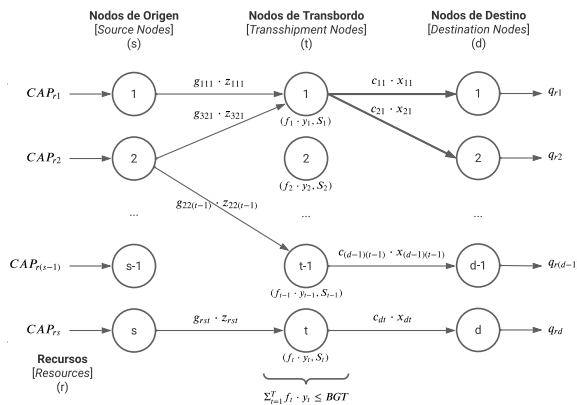 Nodos de Origen
[Source Nodes]
(s)
Nodos de Transbordo
[Transshipment Nodes]
(t)
Nodos de Destino
[Destination Nodes]
(d)
CAP_{r1}
1
g_{111} · z_{111}
1
(f_1 · y_1, S_1)
c_{11} · x_{11}
1
q_{r1}
g_{321} · z_{321}
c_{21} · x_{21}
CAP_{r2}
2
2
(f_2 · y_2, S_2)
2
q_{r2}
g_{22(t−1)} · z_{22(t−1)}
...
...
...
CAP_{r(s−1)}
s-1
t-1
(f_{t−1} · y_{t−1}, S_{t−1})
c_{(d−1)(t−1)} · x_{(d−1)(t−1)}
d-1
q_{r(d−1}
CAP_{rs}
s
g_{rst} · z_{rst}
t
(f_t · y_t, S_t)
c_{dt} · x_{dt}
d
q_{rd}
Recursos
[Resources]
(r)
Σ_{t=1}^{T} f_t · y_t ≤ BGT